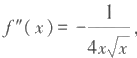 f″(x) = − 1/(4x√x),